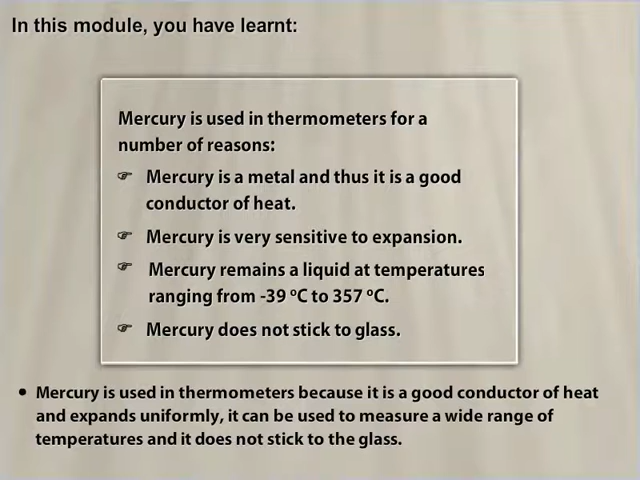 In this module, you have learnt:
Mercury is used in thermometers for a
number of reasons:
☞ Mercury is a metal and thus it is a good
conductor of heat.
☞ Mercury is very sensitive to expansion.
☞ Mercury remains a liquid at temperatures
ranging from -39 ºC to 357 ºC.
☞ Mercury does not stick to glass.
• Mercury is used in thermometers because it is a good conductor of heat
and expands uniformly, it can be used to measure a wide range of
temperatures and it does not stick to the glass.